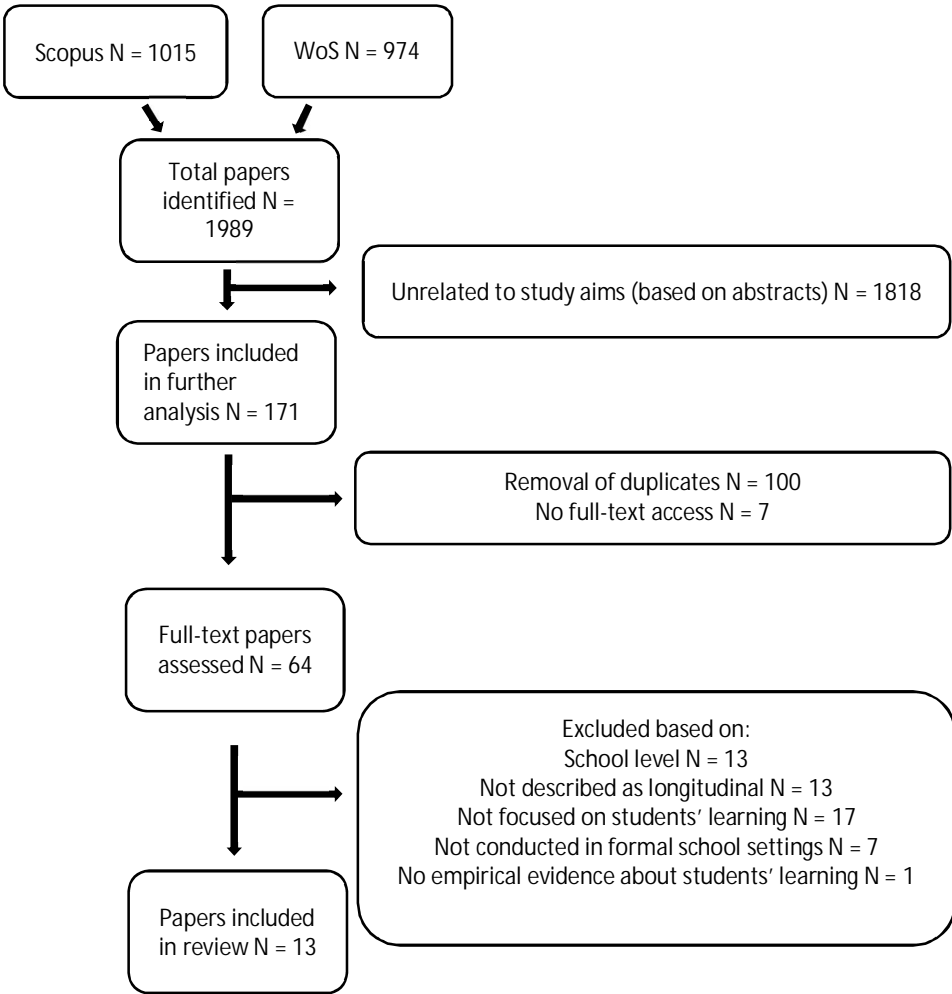 Scopus N = 1015
WoS N = 974
Total papers
identified N =
1989
Unrelated to study aims (based on abstracts) N = 1818
Papers included
in further
analysis N = 171
Removal of duplicates N = 100
No full-text access N = 7
Full-text papers
assessed N = 64
Excluded based on:
School level N = 13
Not described as longitudinal N = 13
Not focused on students’ learning N = 17
Not conducted in formal school settings N = 7
No empirical evidence about students’ learning N = 1
Papers included
in review N = 13